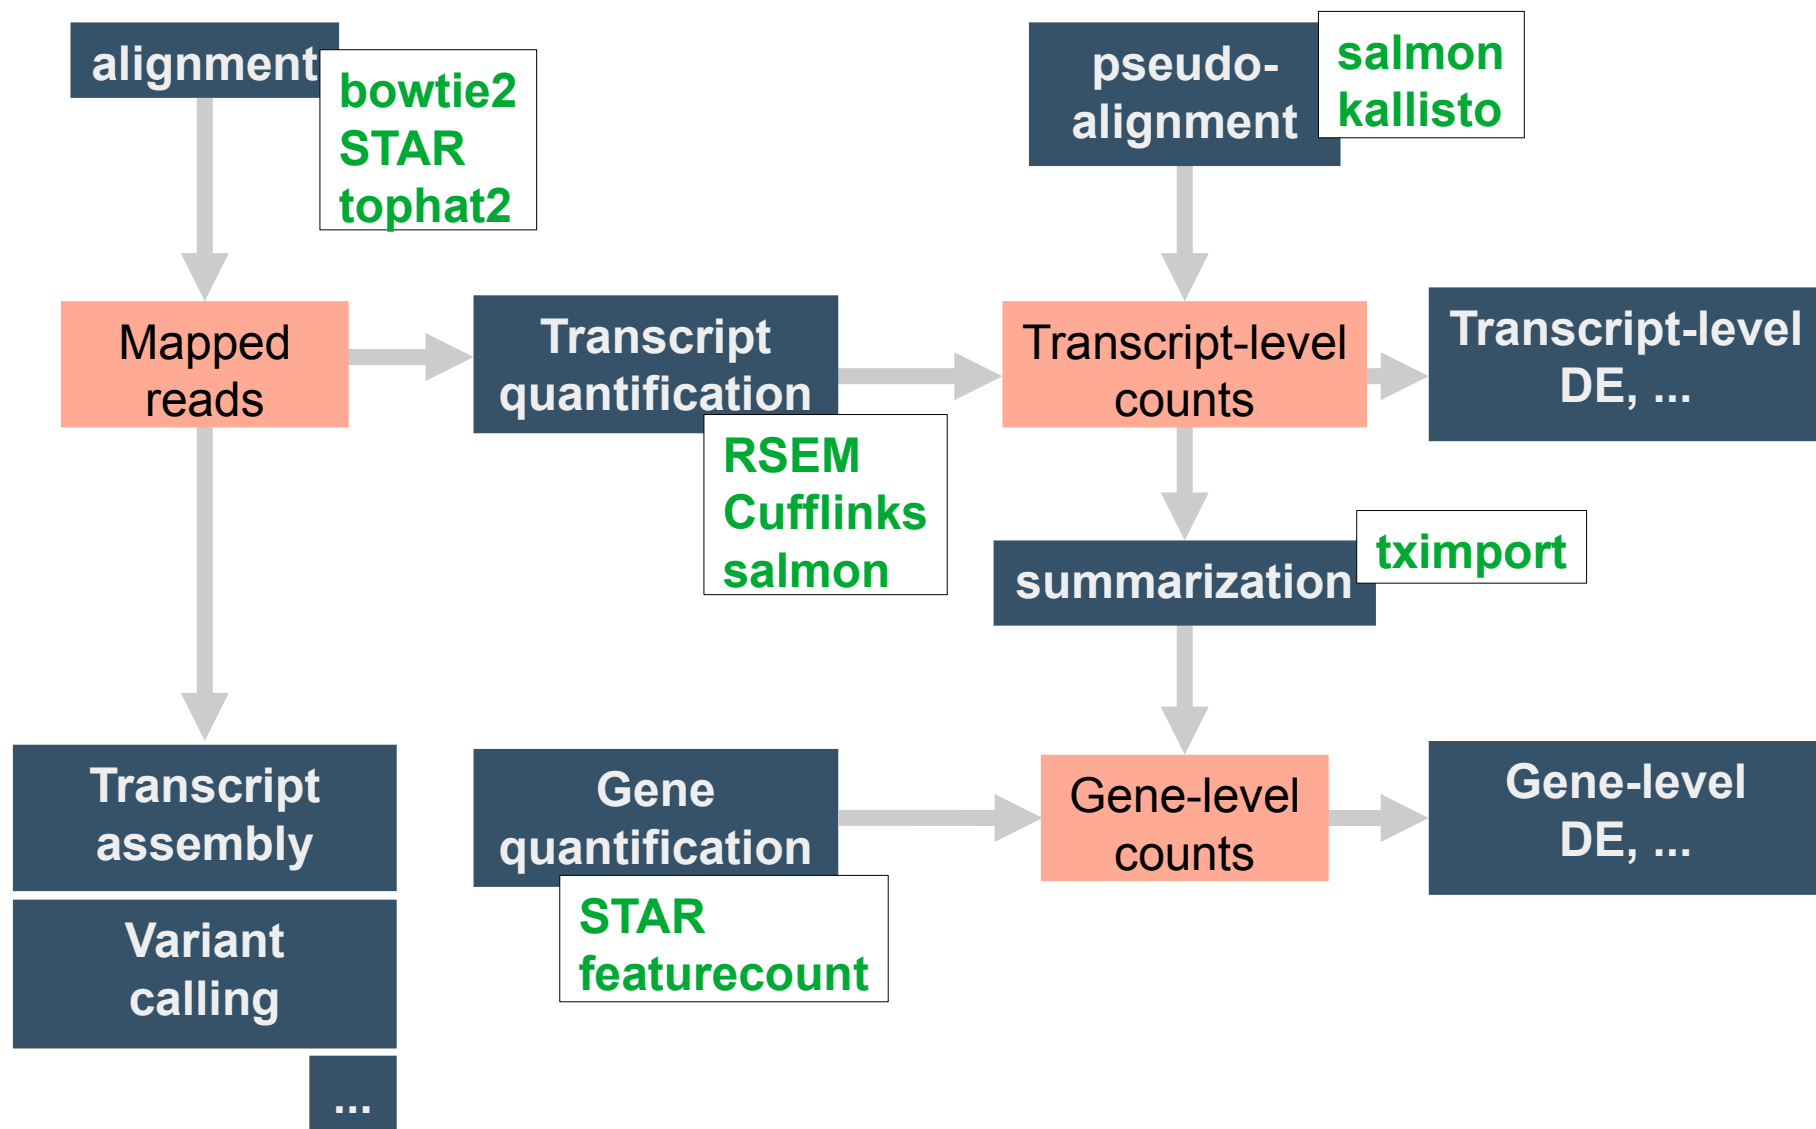 alignment
bowtie2
STAR
tophat2
pseudo-
alignment
salmon
kallisto
Mapped
reads
Transcript
quantification
RSEM
Cufflinks
salmon
Transcript-level
counts
Transcript-level
DE, ...
summarization
tximport
Transcript
assembly
Variant
calling
...
Gene
quantification
STAR
featurecount
Gene-level
counts
Gene-level
DE, ...